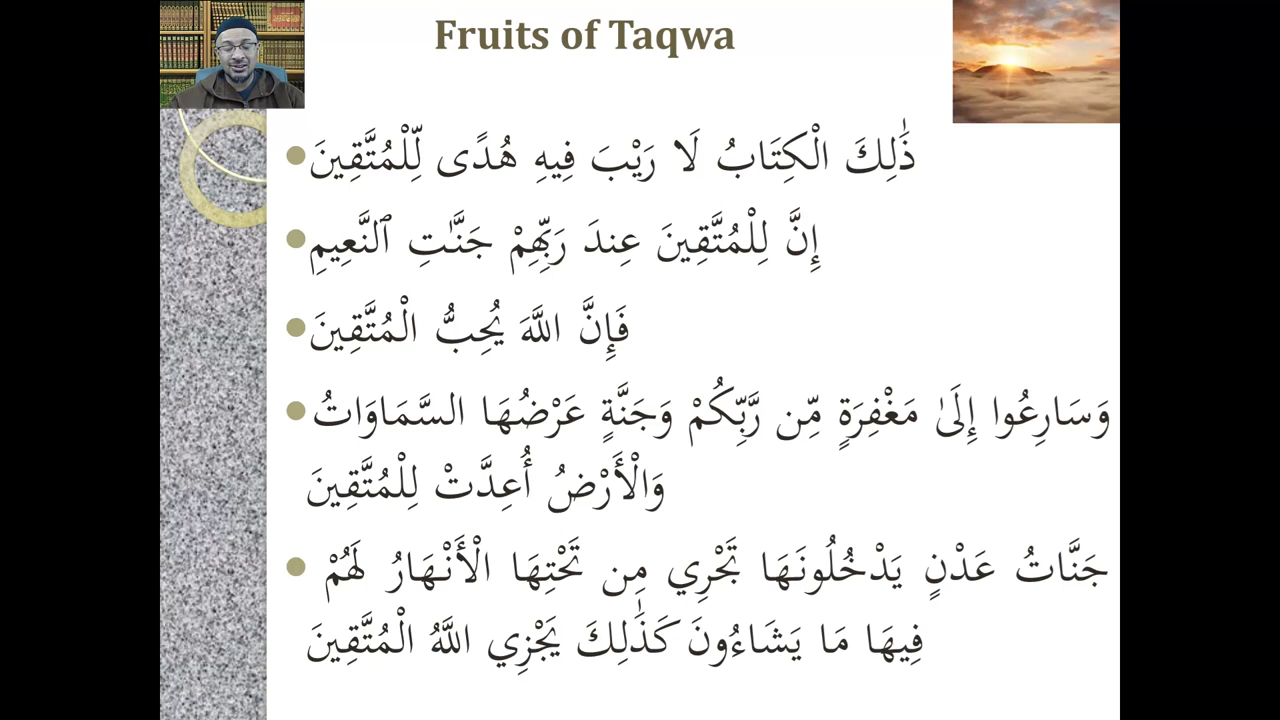 Fruits of Taqwa
ذَٰلِكَ الْكِتَابُ لَا رَيْبَ فِيهِ هُدًى لِّلْمُتَّقِينَ
إِنَّ لِلْمُتَّقِينَ عِندَ رَبِّهِمْ جَنَّٰتِ ٱلنَّعِيمِ
فَإِنَّ اللَّهَ يُحِبُّ الْمُتَّقِينَ
وَسَارِعُوا إِلَىٰ مَغْفِرَةٍ مِّن رَّبِّكُمْ وَجَنَّةٍ عَرْضُهَا السَّمَاوَاتُ
وَالْأَرْضُ أُعِدَّتْ لِلْمُتَّقِينَ
جَنَّاتُ عَدْنٍ يَدْخُلُونَهَا تَجْرِي مِن تَحْتِهَا الْأَنْهَارُ لَهُمْ
فِيهَا مَا يَشَاءُونَ كَذَٰلِكَ يَجْزِي اللَّهُ الْمُتَّقِينَ